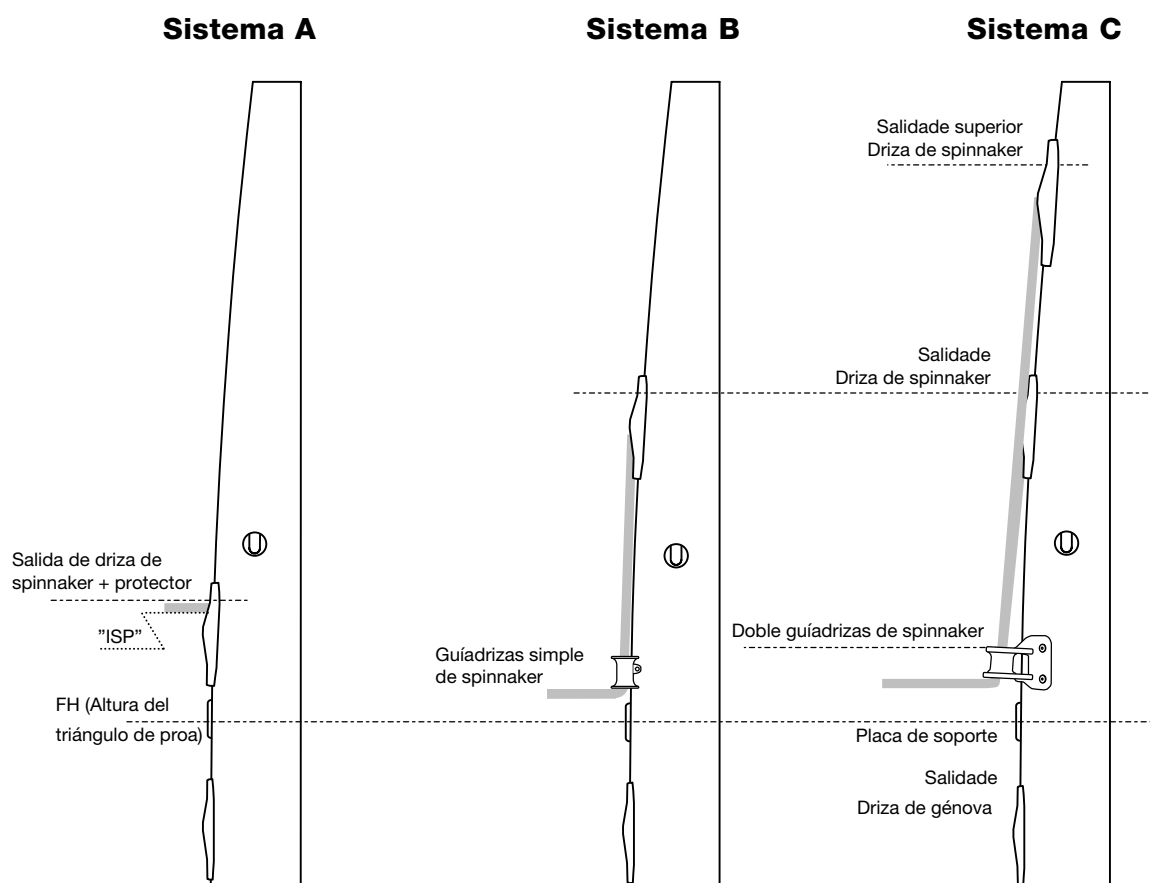 Sistema A
Sistema B
Sistema C
Salidade superior
Driza de spinnaker
Salidade
Driza de spinnaker
Salida de driza de
spinnaker + protector
"ISP"
Guíadrizas simple
de spinnaker
Doble guíadrizas de spinnaker
FH (Altura del
triángulo de proa)
Placa de soporte
Salidade
Driza de génova